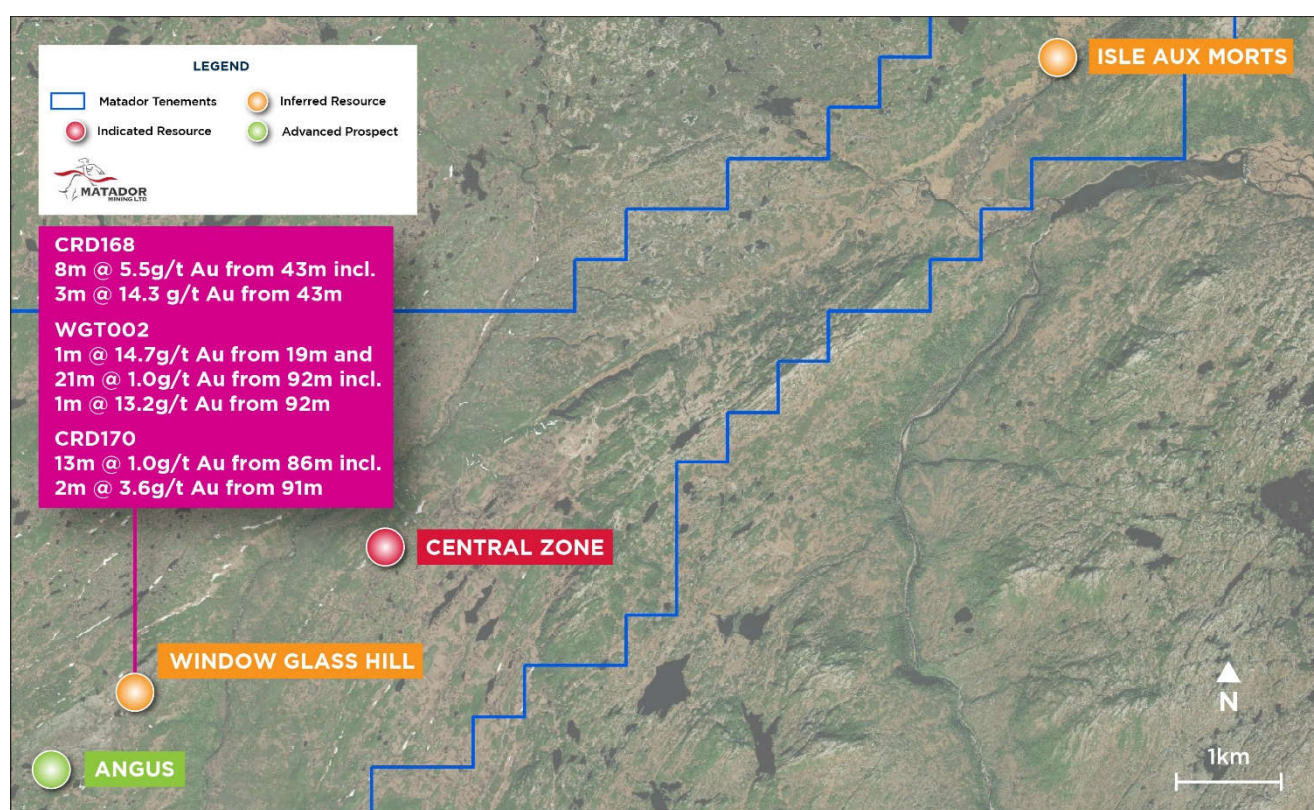 LEGEND
Matador Tenements
Inferred Resource
Indicated Resource
Advanced Prospect
MATADOR
MINING LTD
ISLE AUX MORTS
CRD168
8m @ 5.5g/t Au from 43m incl.
3m @ 14.3 g/t Au from 43m
WGT002
1m @ 14.7g/t Au from 19m and
21m @ 1.0g/t Au from 92m incl.
1m @ 13.2g/t Au from 92m
CRD170
13m @ 1.0g/t Au from 86m incl.
2m @ 3.6g/t Au from 91m
CENTRAL ZONE
WINDOW GLASS HILL
ANGUS
N
1km